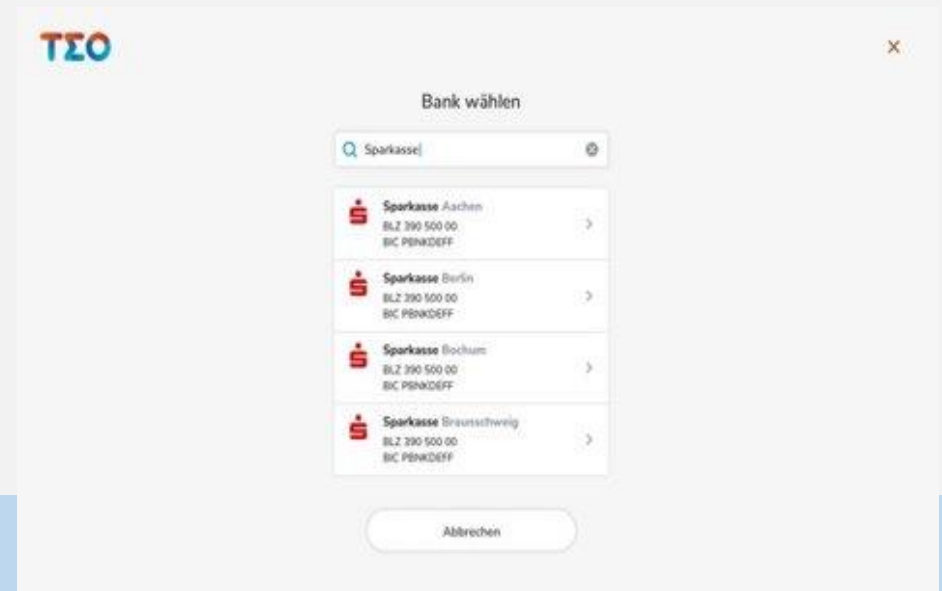 TΣO
Bank wählen
Sparkasse
Sparkasse Aachen
BLZ 390 500 00
BIC PBNKDEFF
Sparkasse Berlin
BLZ 390 500 00
BIC PBNKDEFF
Sparkasse Bochum
BLZ 390 500 00
BIC PBNKDEFF
Sparkasse Braunschweig
BLZ 390 500 00
BIC PBNKDEFF
Abbrechen